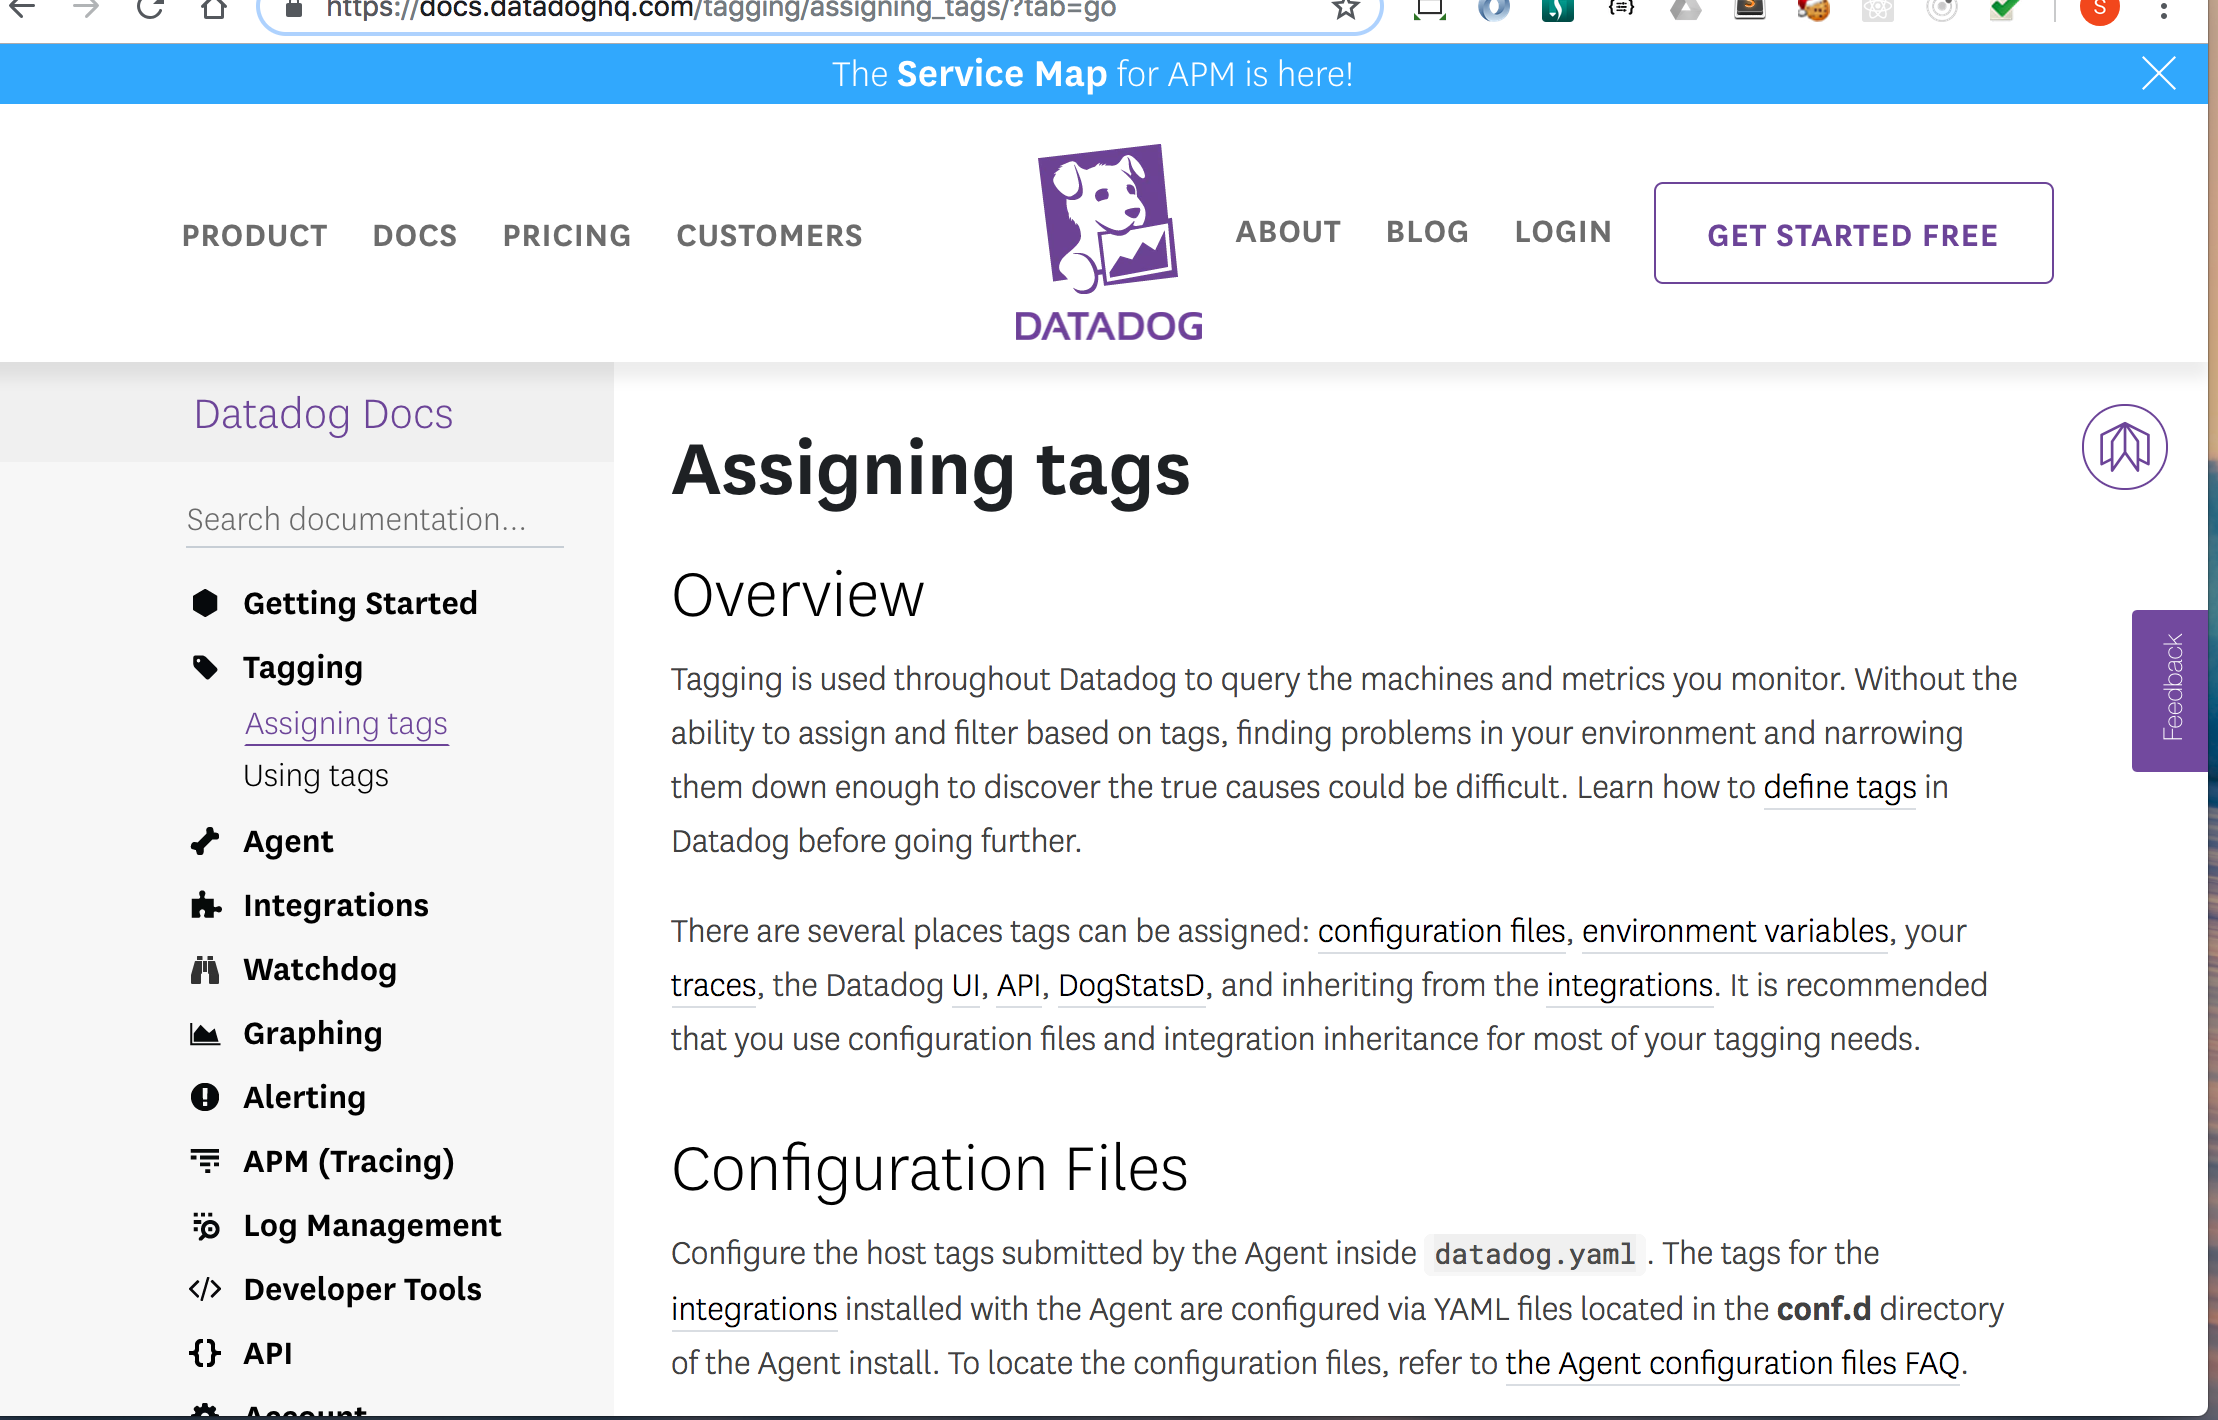 https://docs.datadoghq.com/tagging/assigning_tags/?tab=go
S
The Service Map for APM is here!
PRODUCT DOCS PRICING CUSTOMERS
DATADOG
ABOUT BLOG LOGIN
GET STARTED FREE
Datadog Docs
Search documentation...
Getting Started
Tagging
Assigning tags
Using tags
Agent
Integrations
Watchdog
Graphing
Alerting
APM (Tracing)
Log Management
Developer Tools
API
Account
Assigning tags
Overview
Tagging is used throughout Datadog to query the machines and metrics you monitor. Without the
ability to assign and filter based on tags, finding problems in your environment and narrowing
them down enough to discover the true causes could be difficult. Learn how to define tags in
Datadog before going further.
There are several places tags can be assigned: configuration files, environment variables, your
traces, the Datadog UI, API, DogStatsD, and inheriting from the integrations. It is recommended
that you use configuration files and integration inheritance for most of your tagging needs.
Configuration Files
Configure the host tags submitted by the Agent inside datadog.yaml. The tags for the
integrations installed with the Agent are configured via YAML files located in the conf.d directory
of the Agent install. To locate the configuration files, refer to the Agent configuration files FAQ.
Feedback